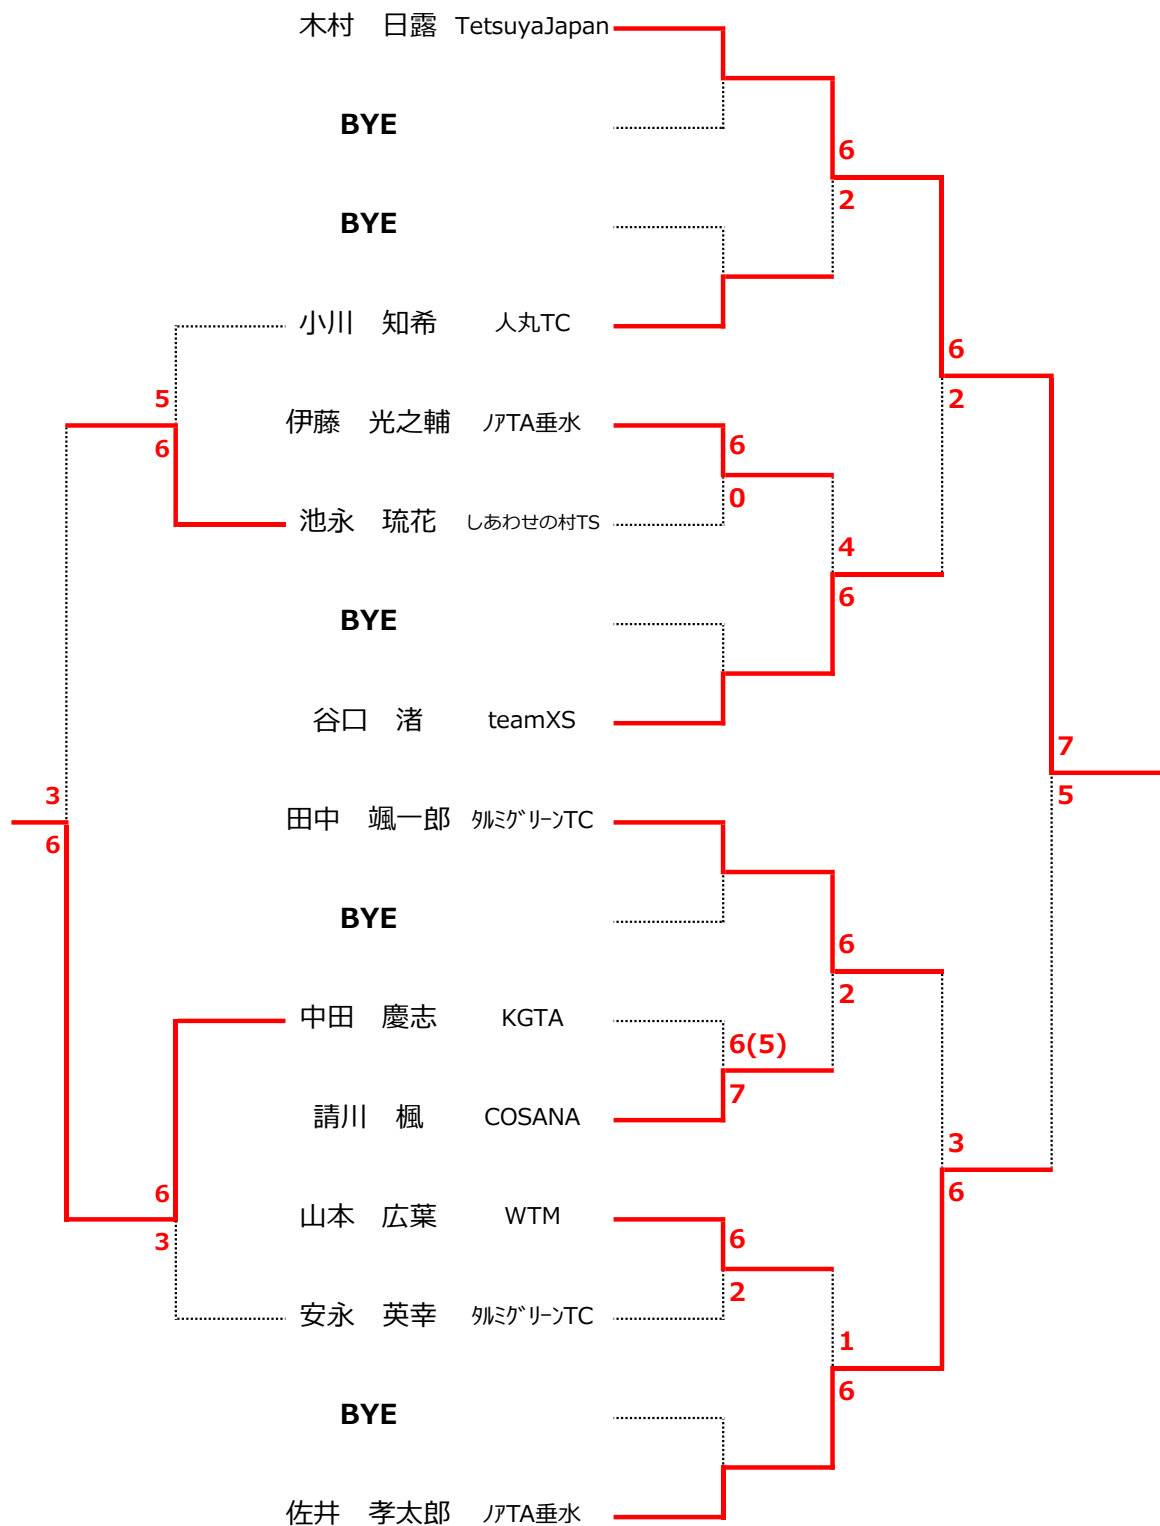 木村　日露 TetsuyaJapan
BYE
6
2
BYE
小川　知希 人丸TC
6
2
5
6
伊藤　光之輔 ﾉｱTA垂水
6
0
池永　琉花 しあわせの村TS
4
6
BYE
谷口　渚 teamXS
7
5
3
6
田中　颯一郎 ﾀﾙﾐｸﾞﾘｰﾝTC
BYE
6
2
中田　慶志 KGTA
6(5)
7
請川　楓 COSANA
3
6
6
3
山本　広葉 WTM
6
2
安永　英幸 ﾀﾙﾐｸﾞﾘｰﾝTC
1
6
BYE
佐井　孝太郎 ﾉｱTA垂水